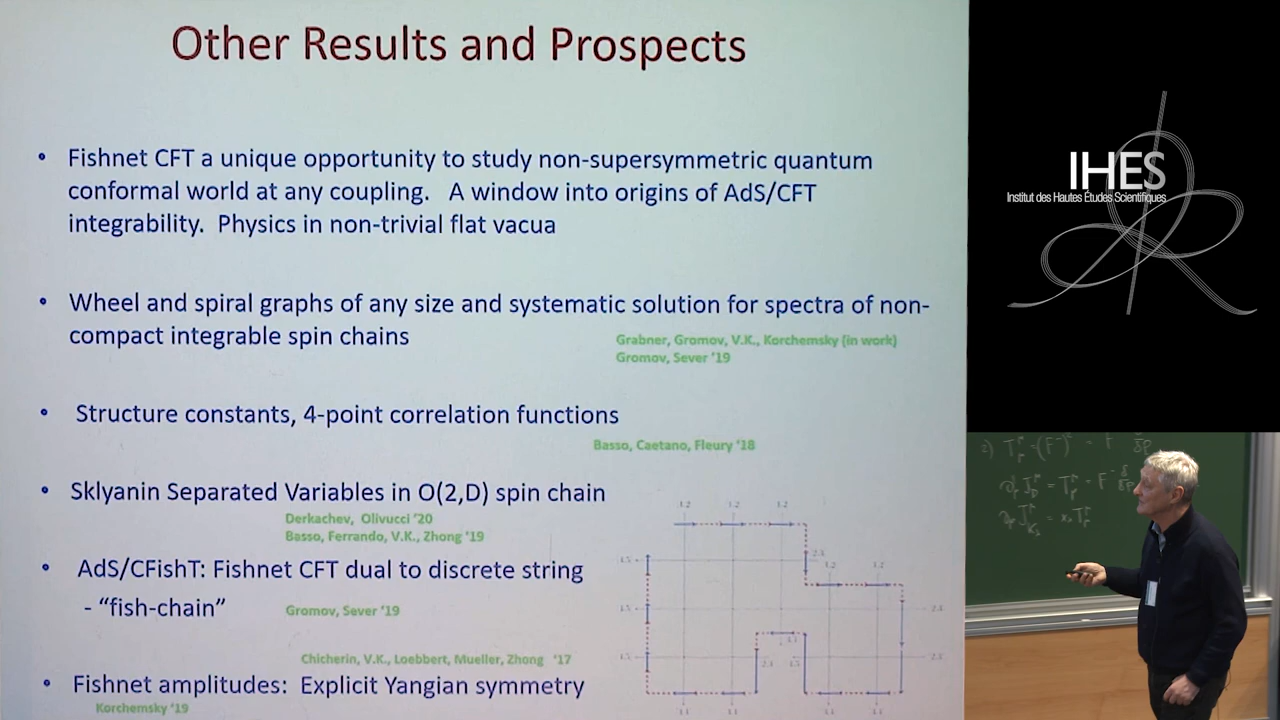 Other Results and Prospects
• Fishnet CFT a unique opportunity to study non-supersymmetric quantum
conformal world at any coupling. A window into origins of AdS/CFT
integrability. Physics in non-trivial flat vacua
• Wheel and spiral graphs of any size and systematic solution for spectra of non-
compact integrable spin chains
Grabner, Gromov, V.K., Korchemsky (in work)
Gromov, Sever '19
• Structure constants, 4-point correlation functions
Basso, Caetano, Fleury '18
• Sklyanin Separated Variables in O(2,D) spin chain
Derkachev, Olivucci '20
Basso, Ferrando, V.K., Zhong '19
• AdS/CFishT: Fishnet CFT dual to discrete string
- "fish-chain"
Gromov, Sever '19
Chicherin, V.K., Loebbert, Mueller, Zhong '17
• Fishnet amplitudes: Explicit Yangian symmetry
Korchemsky '19
IHES
Institut des Hautes Études Scientifiques